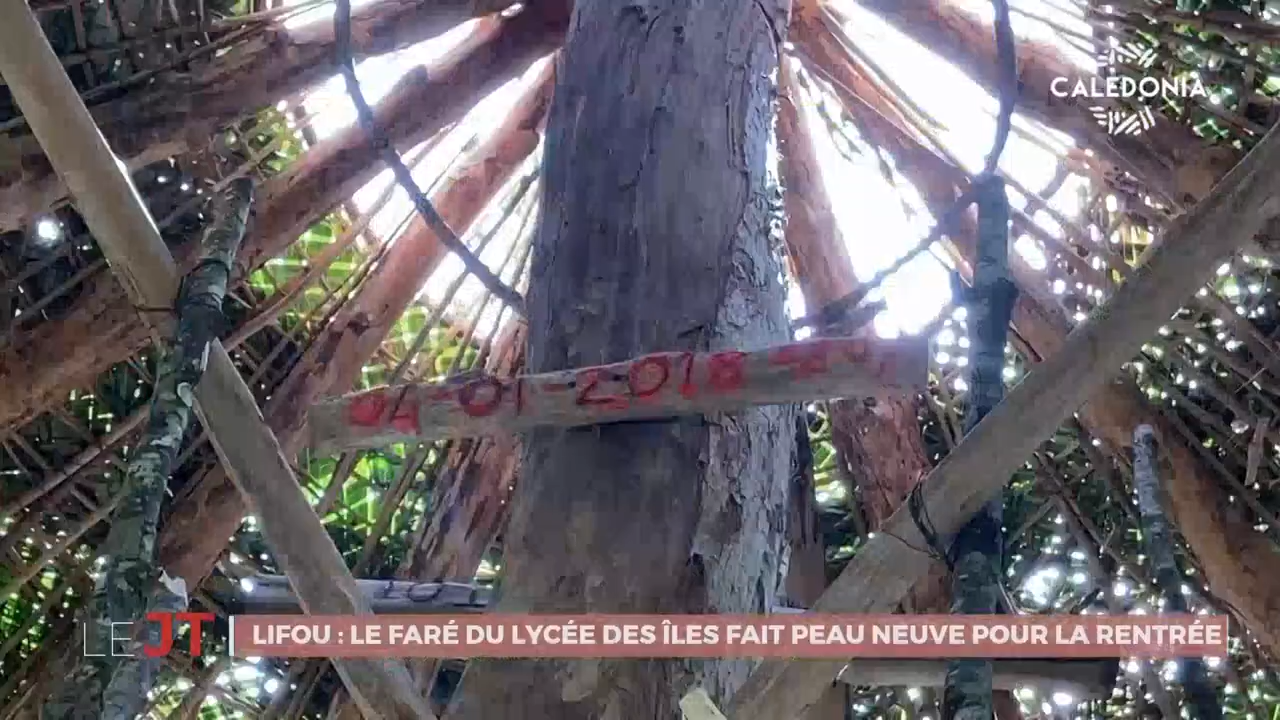 CALEDONIA
04-01-2018
LE JT
LIFOU : LE FARÉ DU LYCÉE DES ÎLES FAIT PEAU NEUVE POUR LA RENTRÉE